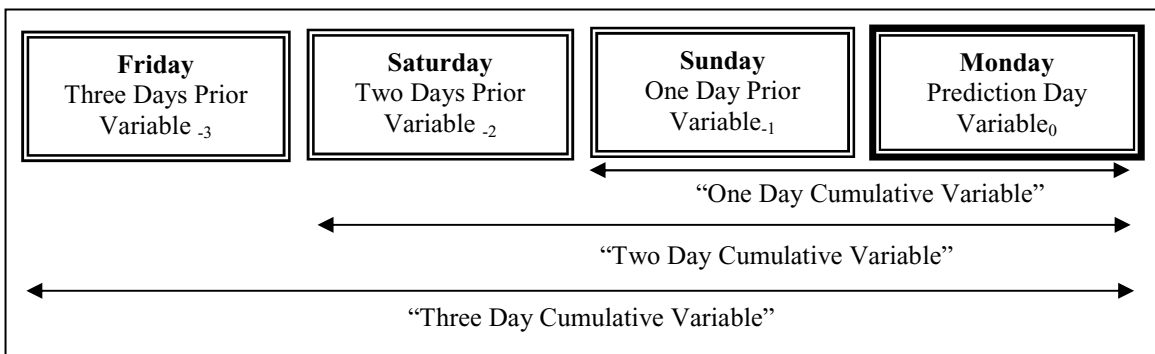 Friday
Three Days Prior
Variable -3
Saturday
Two Days Prior
Variable -2
Sunday
One Day Prior
Variable-1
Monday
Prediction Day
Variable0
“One Day Cumulative Variable”
“Two Day Cumulative Variable”
“Three Day Cumulative Variable”